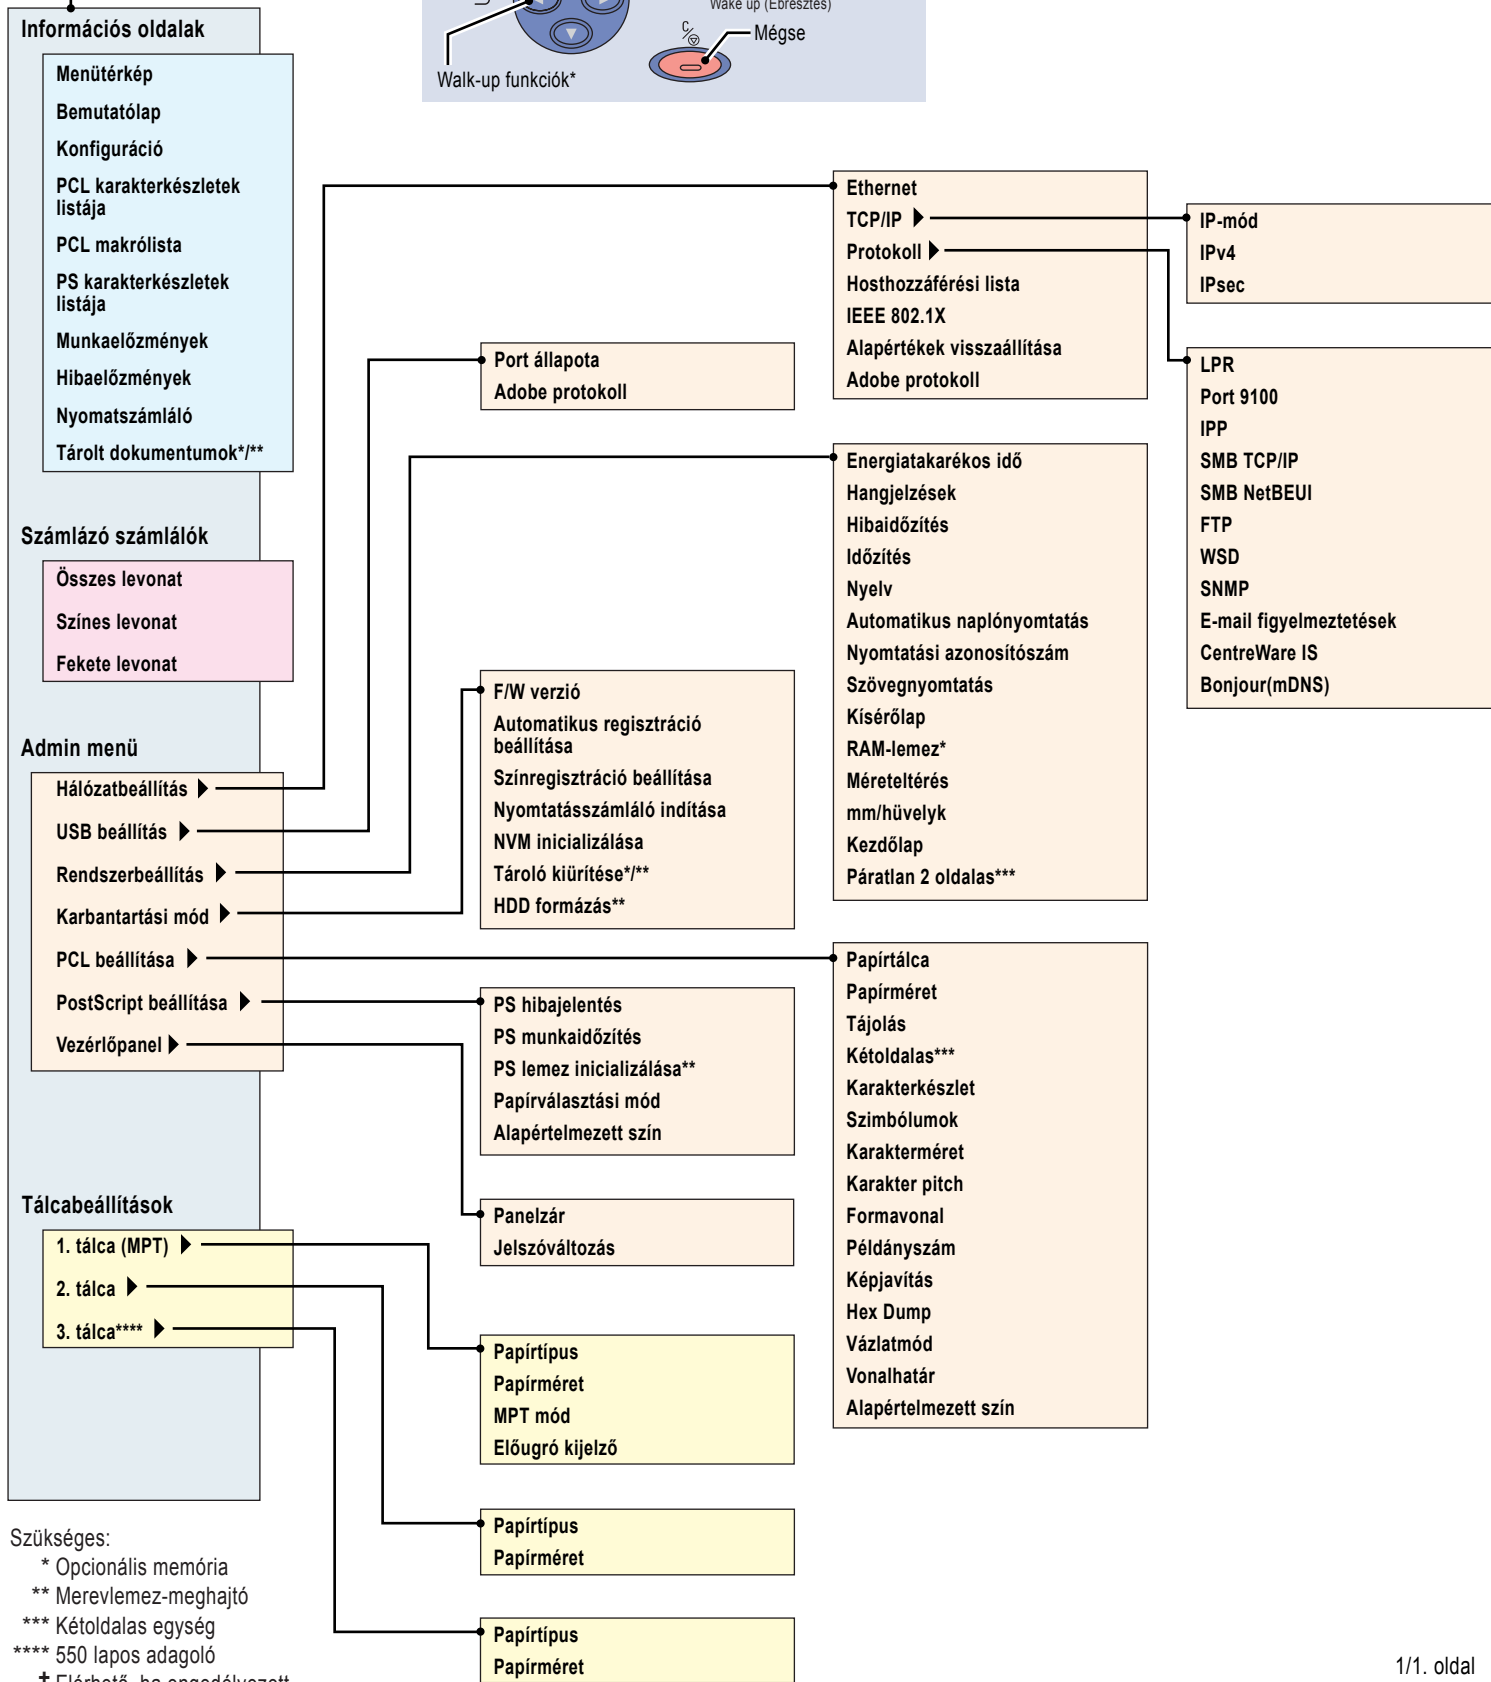 Wake up (Ébresztés)
Mégse
Walk-up funkciók*
Információs oldalak
Menütérkép
Bemutatólap
Konfiguráció
PCL karakterkészletek
listája
PCL makrólista
PS karakterkészletek
listája
Munkaelőzmények
Hibaelőzmények
Nyomatszámláló
Tárolt dokumentumok*/**
Számlázó számlálók
Összes levonat
Színes levonat
Fekete levonat
Admin menü
Hálózatbeállítás
USB beállítás
Rendszerbeállítás
Karbantartási mód
PCL beállítása
PostScript beállítása
Vezérlőpanel
Tálcabeállítások
1. tálca (MPT)
2. tálca
3. tálca****
Port állapota
Adobe protokoll
F/W verzió
Automatikus regisztráció
beállítása
Színregisztráció beállítása
Nyomtatásszámláló indítása
NVM inicializálása
Tároló kiürítése*/**
HDD formázás**
PS hibajelentés
PS munkaidőzítés
PS lemez inicializálása**
Papírválasztási mód
Alapértelmezett szín
Panelzár
Jelszóváltozás
Papírtípus
Papírméret
MPT mód
Előugró kijelző
Papírtípus
Papírméret
Papírtípus
Papírméret
Ethernet
TCP/IP
Protokoll
Hosthozzáférési lista
IEEE 802.1X
Alapértékek visszaállítása
Adobe protokoll
Energiatakarékos idő
Hangjelzések
Hibaidőzítés
Időzítés
Nyelv
Automatikus naplónyomtatás
Nyomtatási azonosítószám
Szövegnyomtatás
Kísérőlap
RAM-lemez*
Méreteltérés
mm/hüvelyk
Kezdőlap
Páratlan 2 oldalas***
Papírtálca
Papírméret
Tájolás
Kétoldalas***
Karakterkészlet
Szimbólumok
Karakterméret
Karakter pitch
Formavonal
Példányszám
Képjavítás
Hex Dump
Vázlatmód
Vonalhatár
Alapértelmezett szín
IP-mód
IPv4
IPsec
LPR
Port 9100
IPP
SMB TCP/IP
SMB NetBEUI
FTP
WSD
SNMP
E-mail figyelmeztetések
CentreWare IS
Bonjour(mDNS)
Szükséges:
* Opcionális memória
** Merevlemez-meghajtó
*** Kétoldalas egység
**** 550 lapos adagoló
‡ Elérhető, ha engedélyezett
1/1. oldal